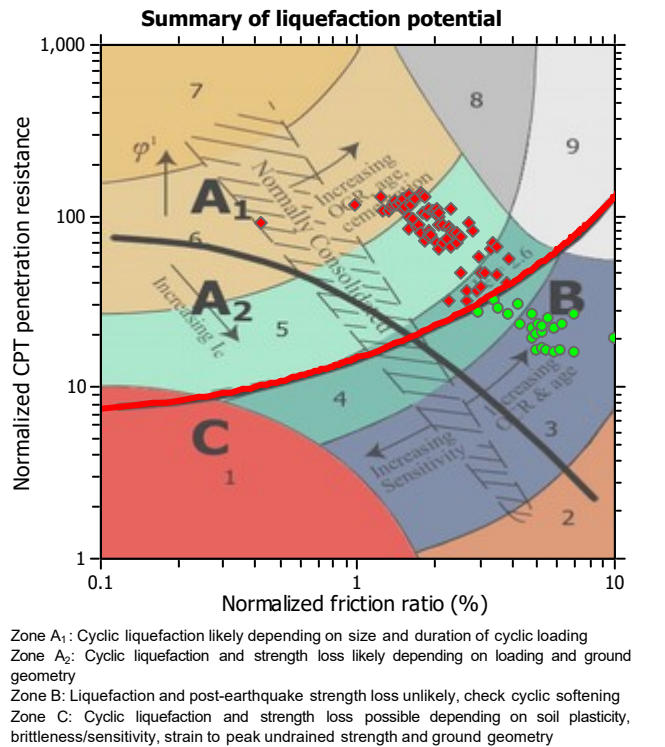 Summary of liquefaction potential
1,000
100
10
1
Normalized CPT penetration resistance
7
8
9
φ'
A1
Increasing
OCR, age,
cementation
Normally Consolidated
6
A2
Increasing Ic
5
2.6
B
4
Increasing
OCR & age
3
C
1
Increasing
Sensitivity
2
0.1
1
10
Normalized friction ratio (%)
Zone A1: Cyclic liquefaction likely depending on size and duration of cyclic loading
Zone A2: Cyclic liquefaction and strength loss likely depending on loading and ground
geometry
Zone B: Liquefaction and post-earthquake strength loss unlikely, check cyclic softening
Zone C: Cyclic liquefaction and strength loss possible depending on soil plasticity,
brittleness/sensitivity, strain to peak undrained strength and ground geometry